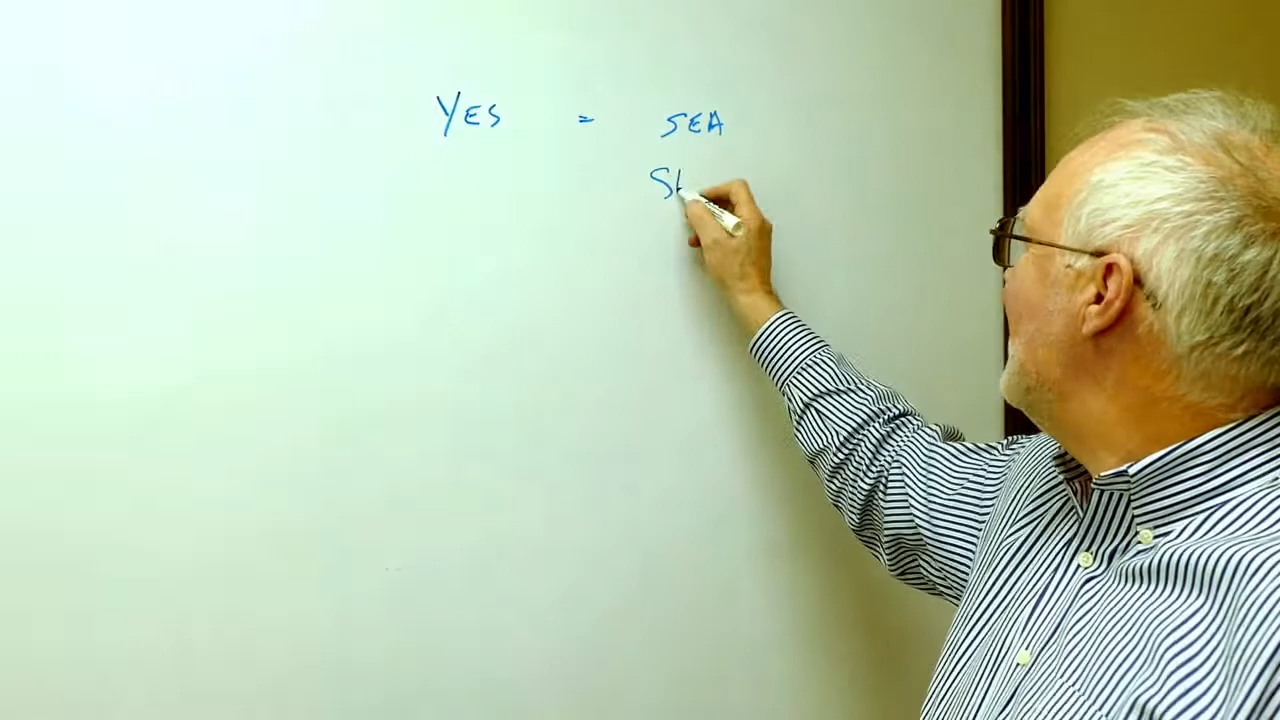 YES = SEA